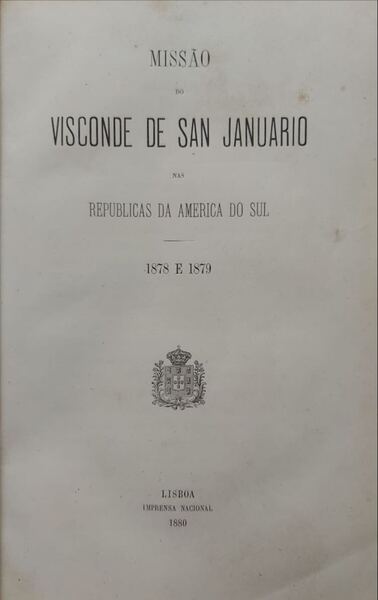 MISSÃO
DO
VISCONDE DE SAN JANUARIO
NAS
REPUBLICAS DA AMERICA DO SUL
1878 E 1879
LISBOA
IMPRENSA NACIONAL
1880